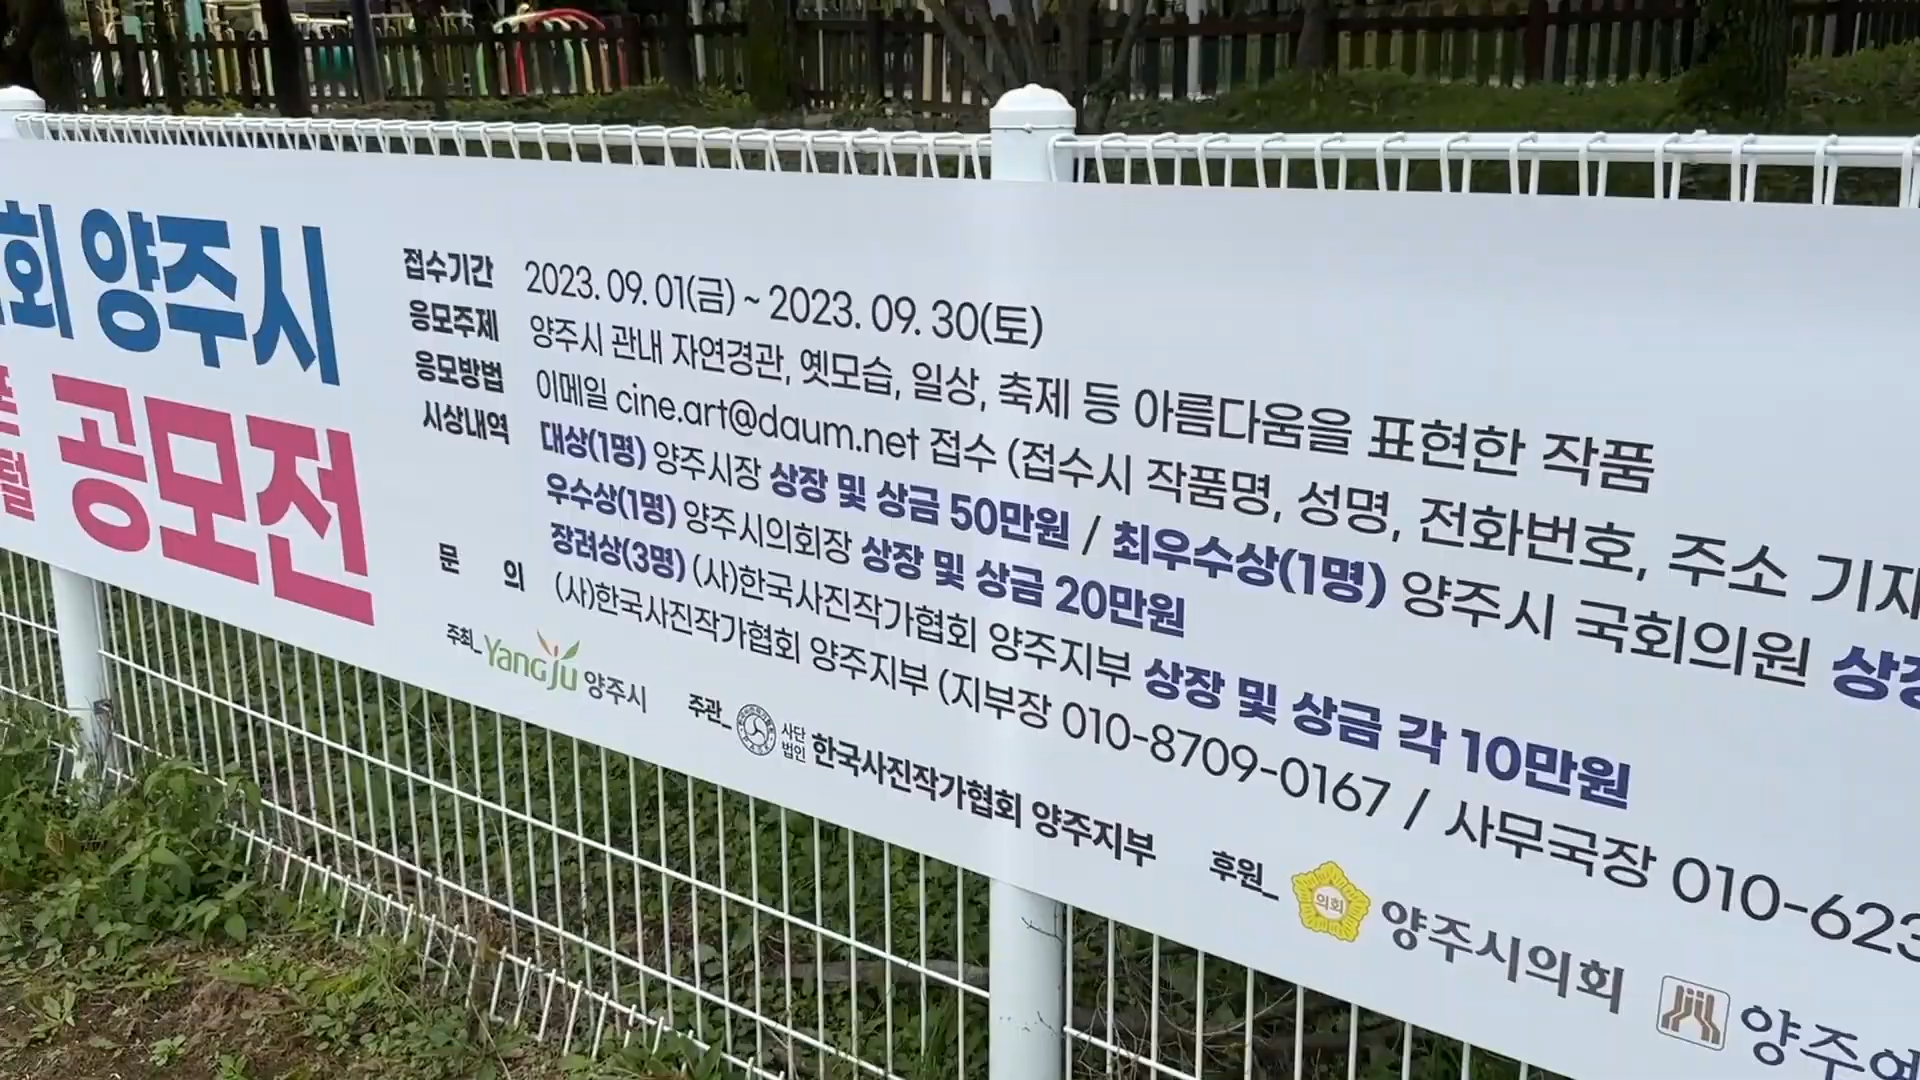 회 양주시
공모전
접수기간 2023. 09. 01(금) ~ 2023. 09. 30(토)
응모주제 양주시 관내 자연경관, 옛모습, 일상, 축제 등 아름다움을 표현한 작품
응모방법 이메일 cine.art@daum.net 접수 (접수시 작품명, 성명, 전화번호, 주소 기재
시상내역 대상(1명) 양주시장 상장 및 상금 50만원 / 최우수상(1명) 양주시 국회의원 상장
우수상(1명) 양주시의회장 상장 및 상금 20만원
장려상(3명) (사)한국사진작가협회 양주지부 상장 및 상금 각 10만원
문 의 (사)한국사진작가협회 양주지부 (지부장 010-8709-0167 / 사무국장 010-623
주최_ Yangju 양주시 주관_ 사단법인 한국사진작가협회 양주지부 후원_ 의회 양주시의회 양주예